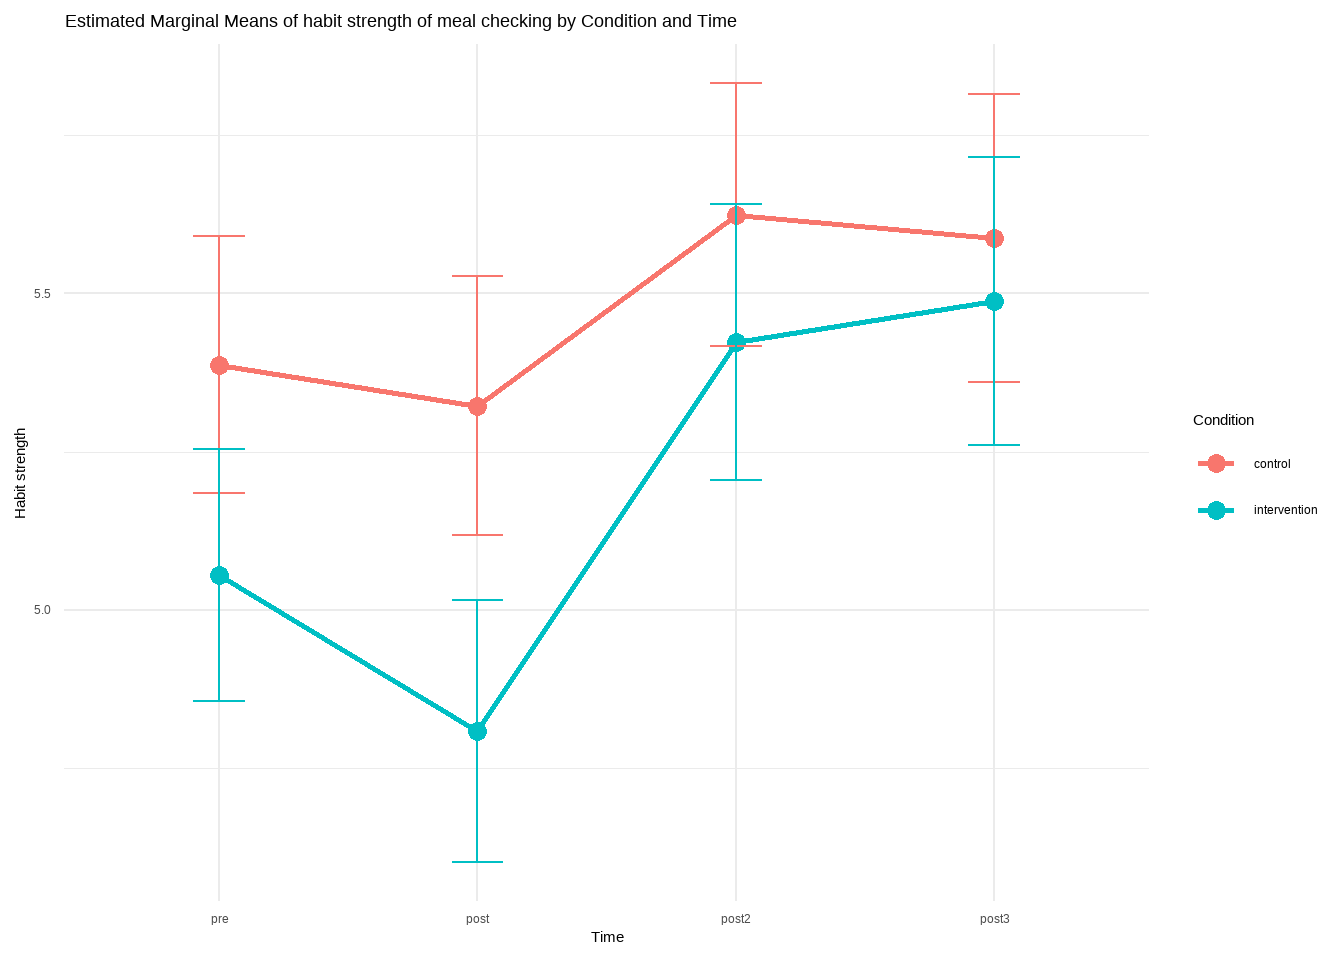 Estimated Marginal Means of habit strength of meal checking by Condition and Time
Habit strength
5.5
5.0
pre
post
post2
post3
Time
Condition
control
intervention